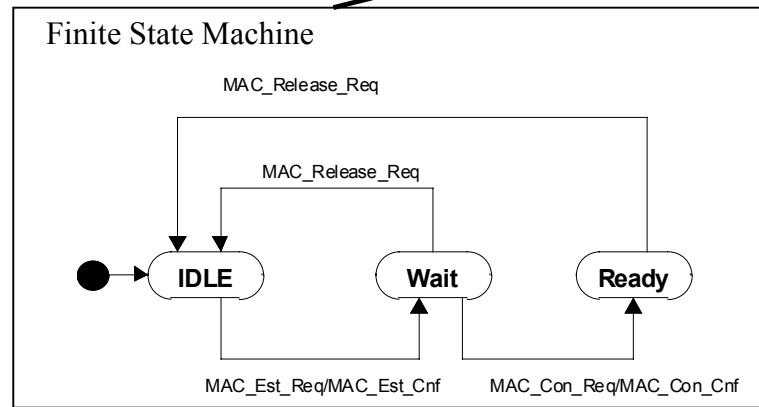 Finite State Machine
MAC_Release_Req
MAC_Release_Req
IDLE
Wait
Ready
MAC_Est_Req/MAC_Est_Cnf
MAC_Con_Req/MAC_Con_Cnf